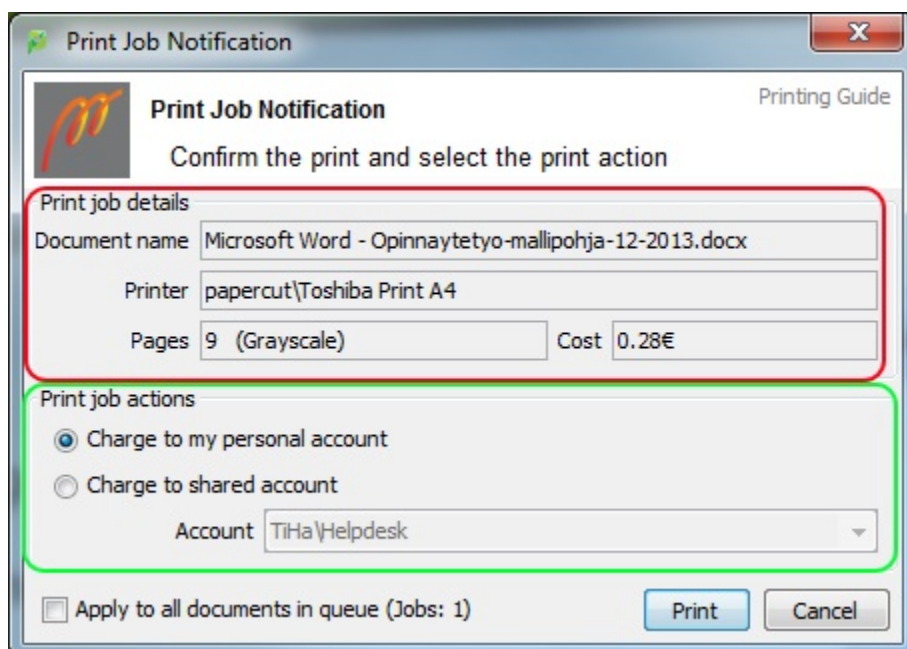 Print Job Notification
Print Job Notification
Printing Guide
Confirm the print and select the print action
Print job details
Document name Microsoft Word - Opinnaytetyo-mallipohja-12-2013.docx
Printer papercut\Toshiba Print A4
Pages 9 (Grayscale) Cost 0.28€
Print job actions
Charge to my personal account
Charge to shared account
Account TiHa\Helpdesk
Apply to all documents in queue (Jobs: 1) Print Cancel